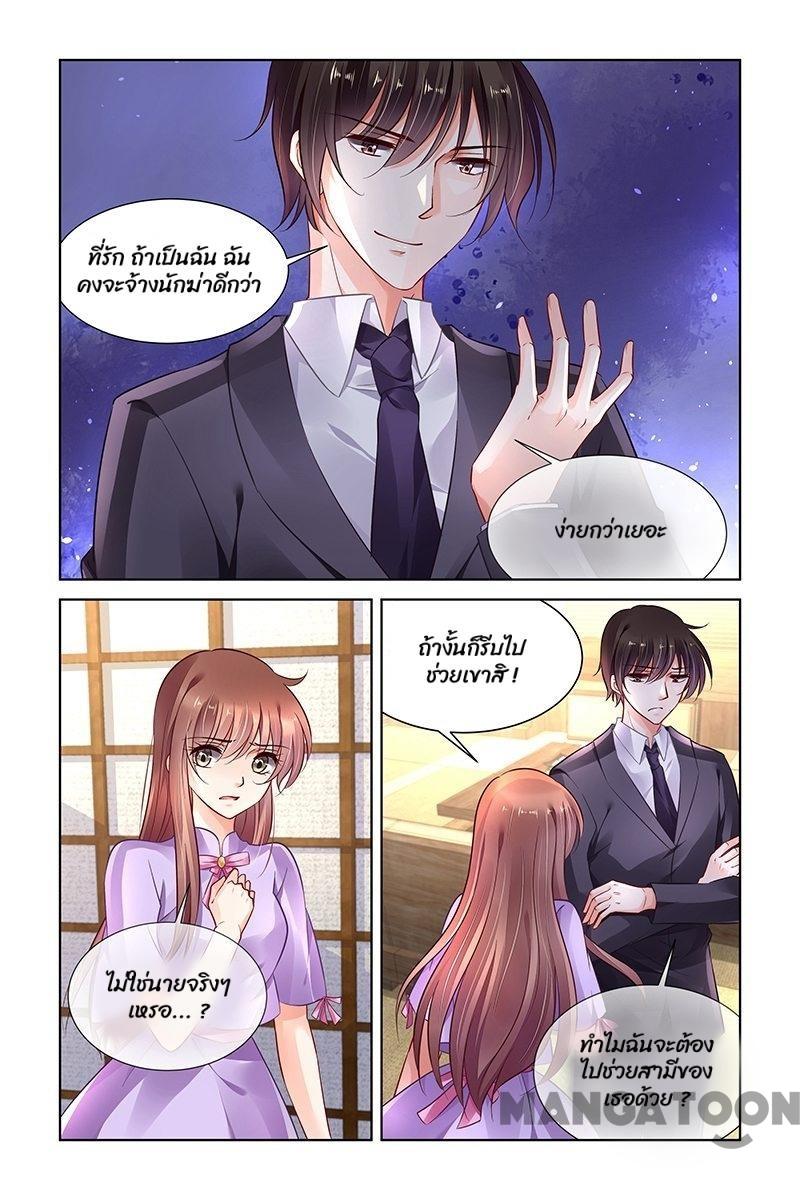 ที่รัก ถ้าเป็นฉัน ฉัน
คงจะจ้างนักฆ่าดีกว่า
ง่ายกว่าเยอะ
ไม่ใช่นายจริงๆ
เหรอ... ?
ถ้างั้นก็รีบไป
ช่วยเขาสิ !
ทำไมฉันจะต้อง
ไปช่วยสามีของ
เธอด้วย ?
MANGATOON